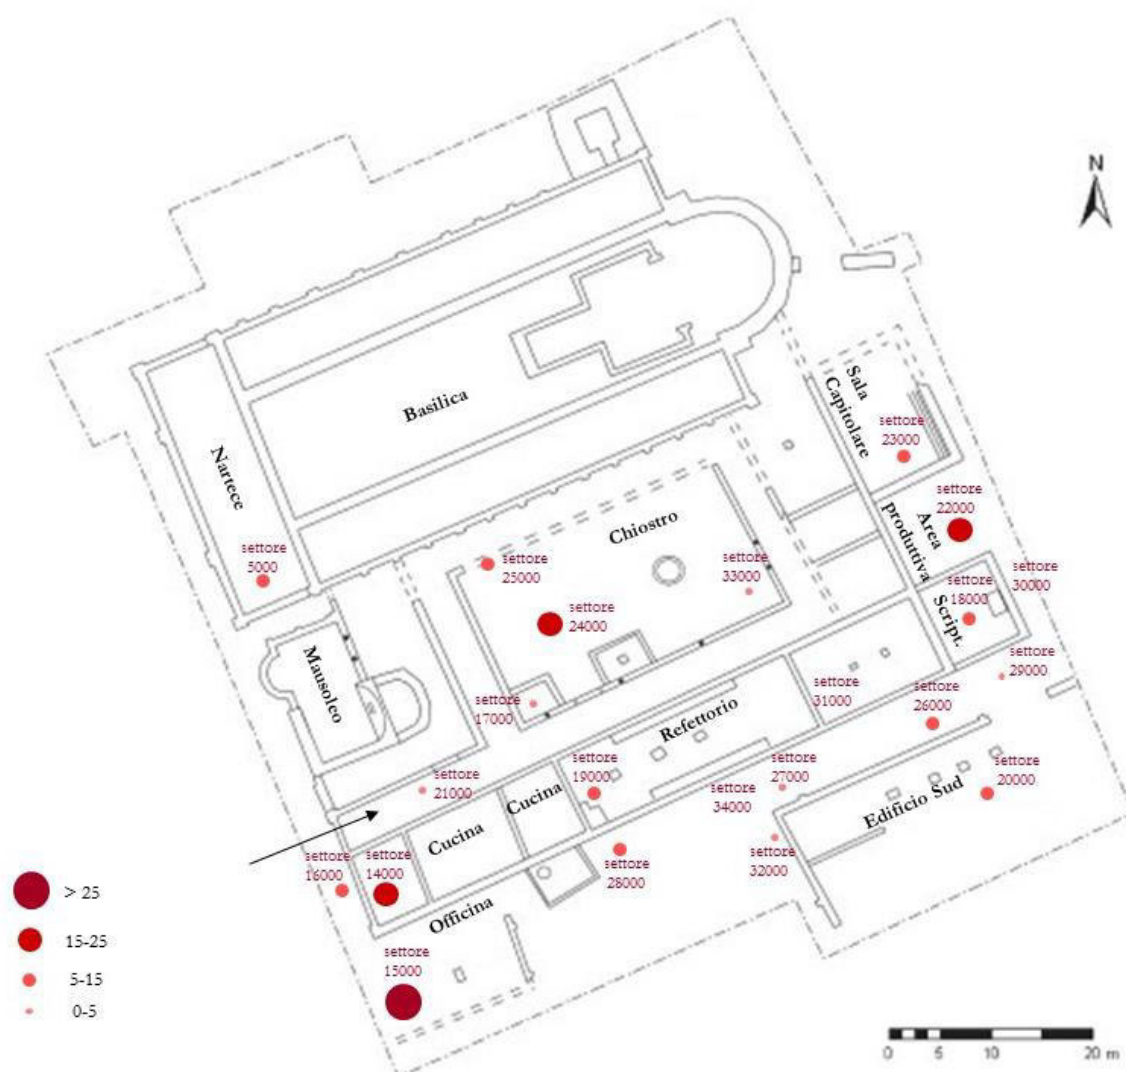 N
Sala
Capitolare
settore
23000
Basilica
Nartece
settore
22000
Area
produttiva
Chiostro
settore
5000
settore
25000
settore
33000
settore
30000
settore
18000
Script.
settore
24000
Mausoleo
settore
29000
settore
17000
settore
31000
settore
26000
Refettorio
settore
21000
settore
19000
settore
27000
settore
34000
settore
20000
Cucina
Cucina
Edificio Sud
settore
16000
settore
14000
settore
28000
settore
32000
Officina
> 25
15-25
5-15
0-5
settore
15000
0 5 10 20 m